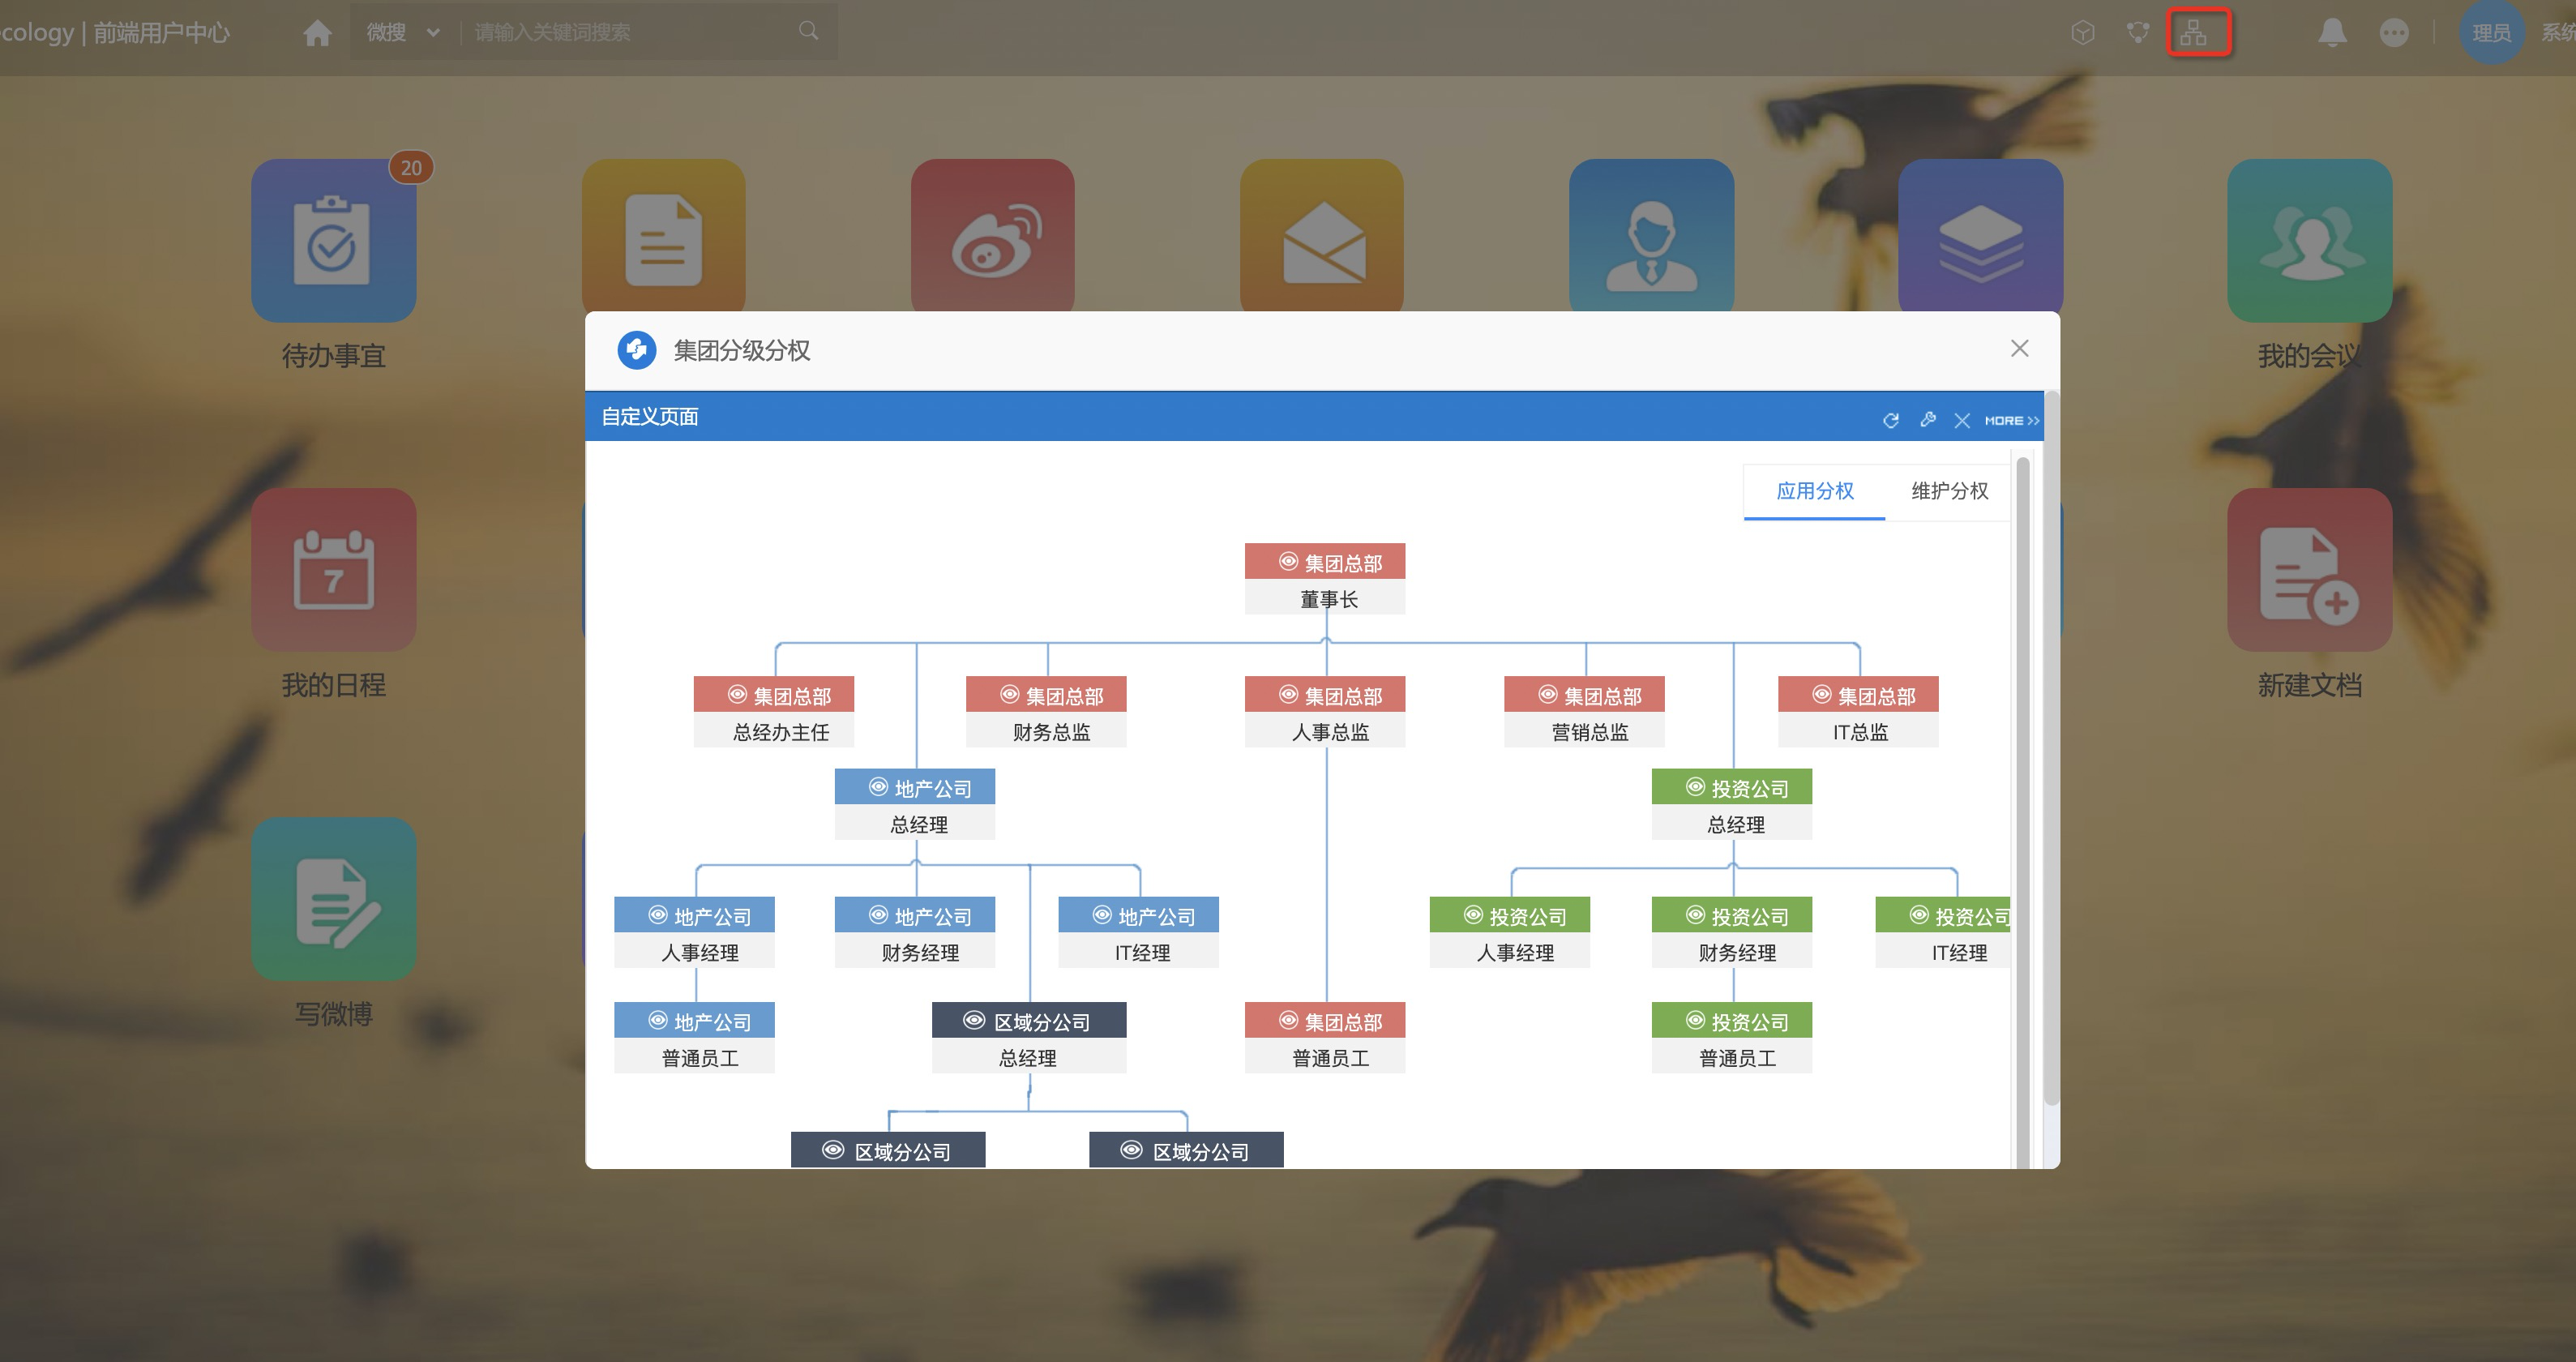 cology | 前端用户中心
微搜
请输入关键词搜索
理员
系统
20
待办事宜
我的会议
集团分级分权
自定义页面
MORE
应用分权
维护分权
集团总部
董事长
集团总部
集团总部
集团总部
集团总部
集团总部
总经办主任
财务总监
人事总监
营销总监
IT总监
地产公司
投资公司
总经理
总经理
地产公司
地产公司
地产公司
投资公司
投资公司
投资公司
人事经理
财务经理
IT经理
人事经理
财务经理
IT经理
地产公司
区域分公司
集团总部
投资公司
普通员工
总经理
普通员工
普通员工
区域分公司
区域分公司
7
我的日程
新建文档
写微博